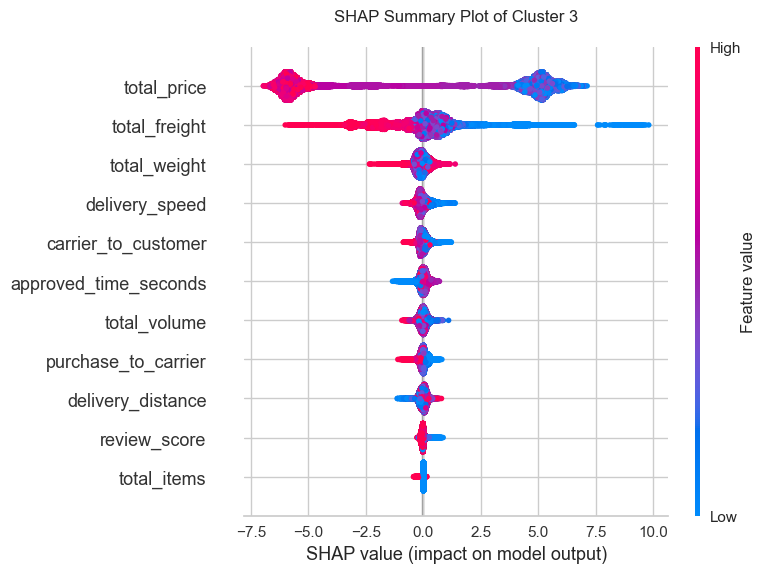 SHAP Summary Plot of Cluster 3
High
total_price
total_freight
total_weight
delivery_speed
carrier_to_customer
approved_time_seconds
total_volume
purchase_to_carrier
delivery_distance
review_score
total_items
Feature value
Low
−7.5 −5.0 −2.5 0.0 2.5 5.0 7.5 10.0
SHAP value (impact on model output)